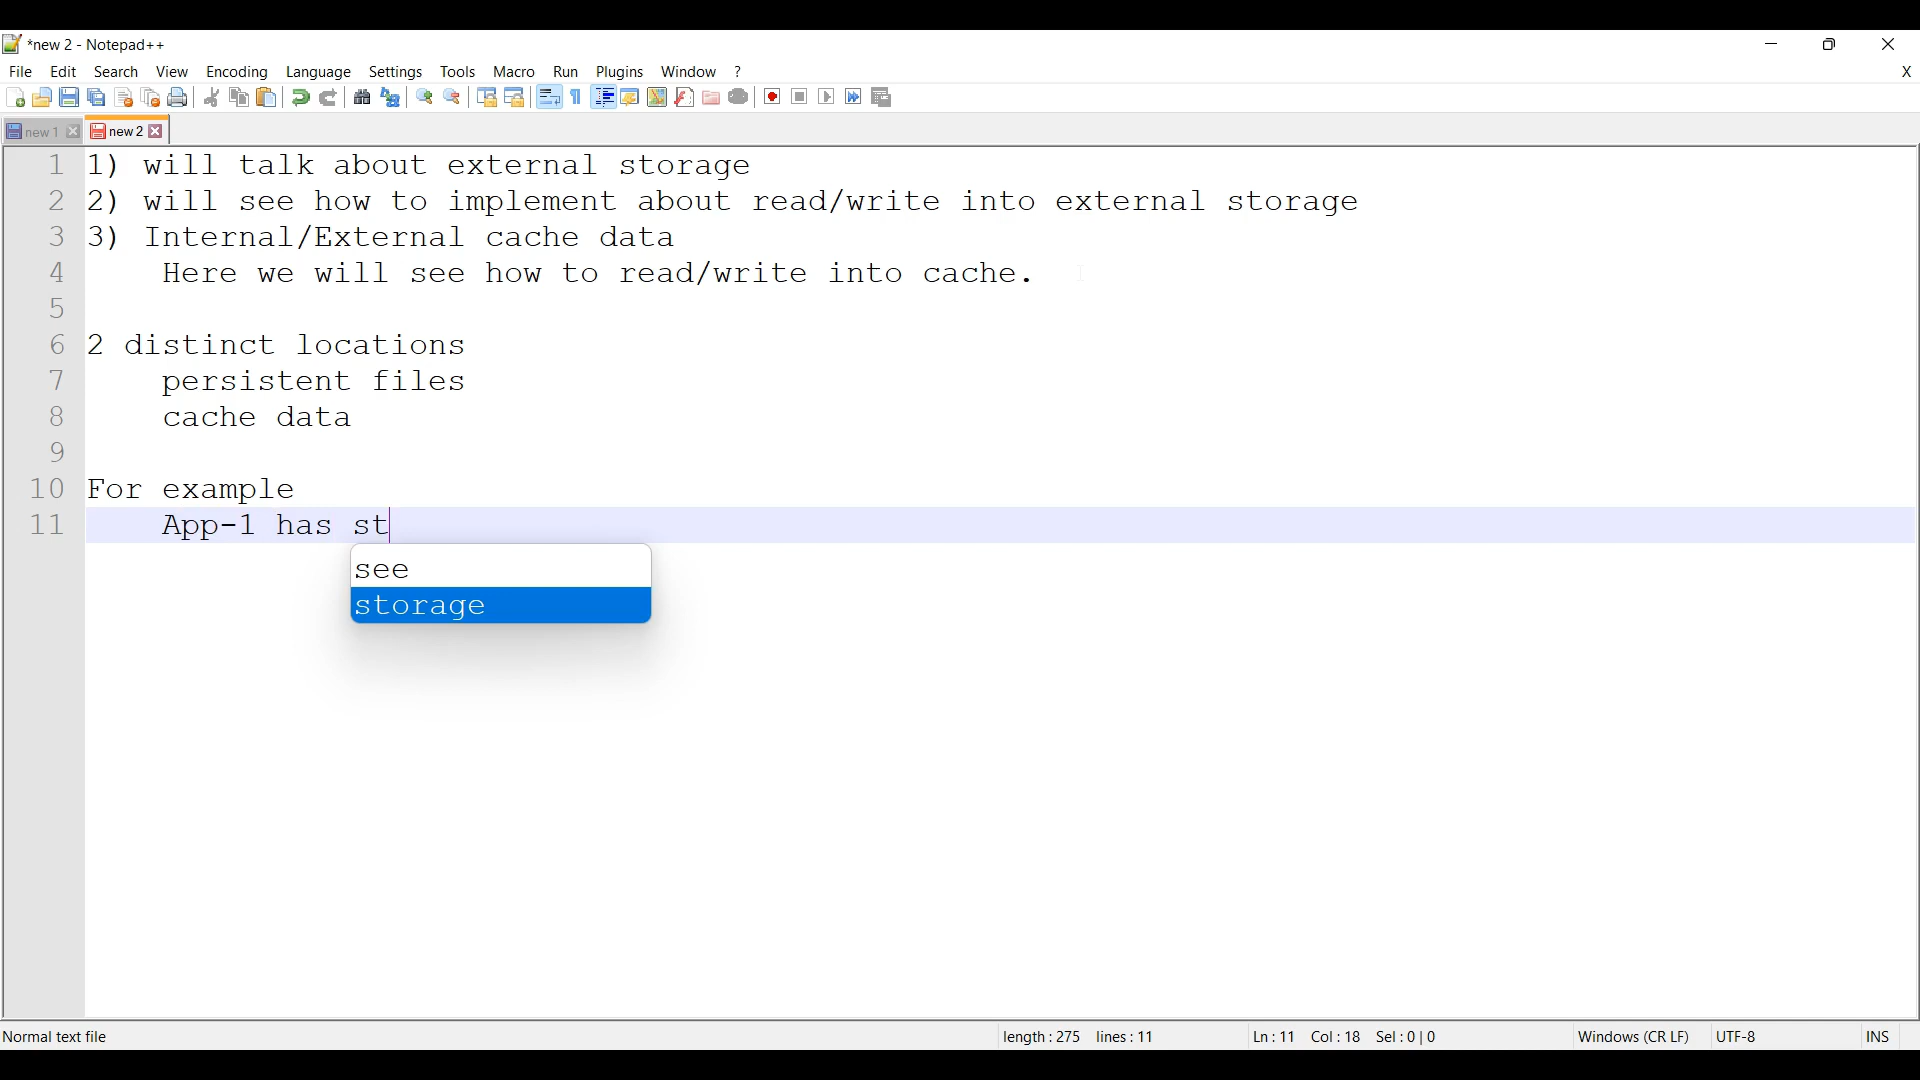 *new 2 - Notepad++
File Edit Search View Encoding Language Settings Tools Macro Run Plugins Window ? X
new 1 new 2
1 1) will talk about external storage
2 2) will see how to implement about read/write into external storage
3 3) Internal/External cache data
4 Here we will see how to read/write into cache.
5
6 2 distinct locations
7 persistent files
8 cache data
9
10 For example
11 App-1 has st
see
storage
Normal text file length : 275 lines : 11 Ln : 11 Col : 18 Sel : 0 | 0 Windows (CR LF) UTF-8 INS